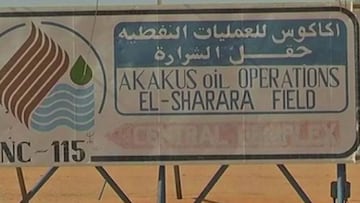 اكاكوس للعمليات النفطية
حقل الشرارة
AKAKUS OIL OPERATIONS
EL-SHARARA FIELD
CENTRAL COMPLEX
NC-115